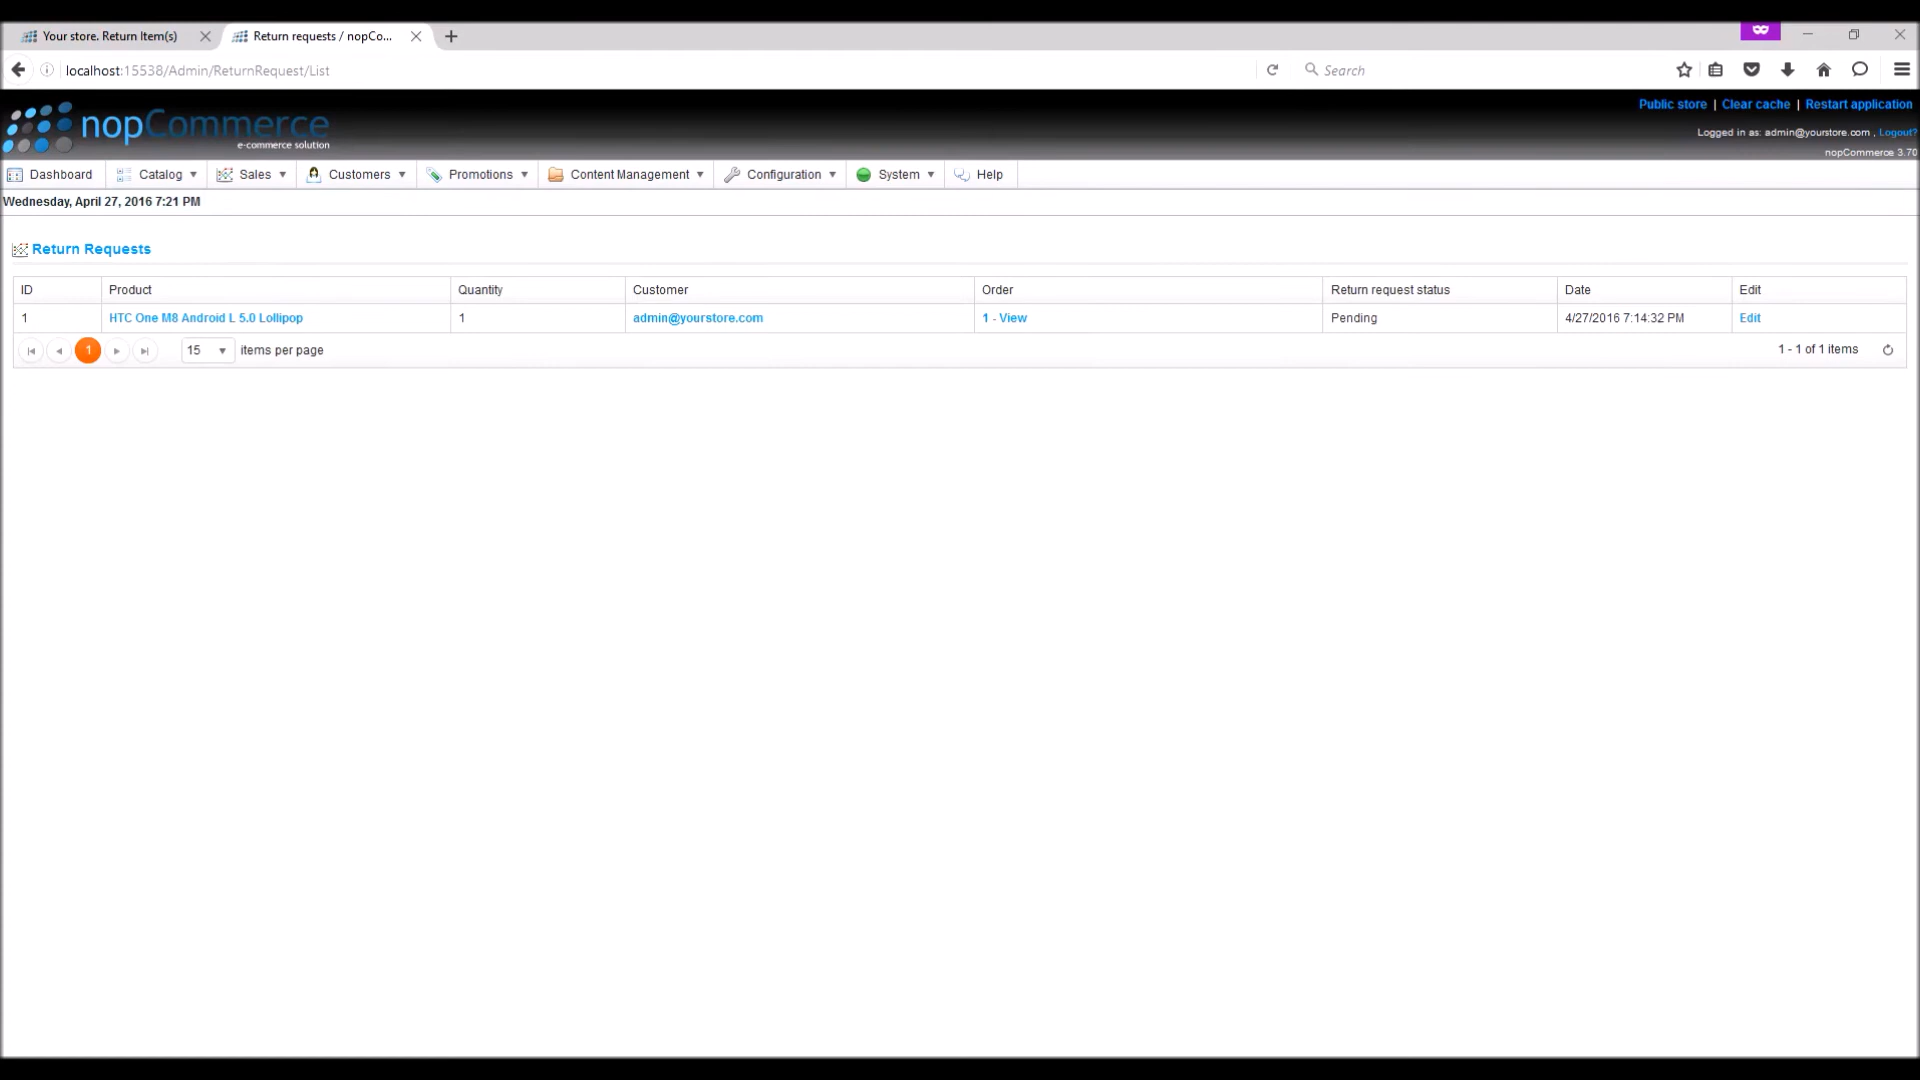 Your store. Return Item(s)
Return requests / nopCo...
localhost:15538/Admin/ReturnRequest/List
Search
Public store | Clear cache | Restart application
nopCommerce
e-commerce solution
Logged in as: admin@yourstore.com , Logout?
nopCommerce 3.70
Dashboard Catalog Sales Customers Promotions Content Management Configuration System Help
Wednesday, April 27, 2016 7:21 PM
Return Requests
ID Product Quantity Customer Order Return request status Date Edit
1 HTC One M8 Android L 5.0 Lollipop 1 admin@yourstore.com 1 - View Pending 4/27/2016 7:14:32 PM Edit
1 15 items per page 1 - 1 of 1 items